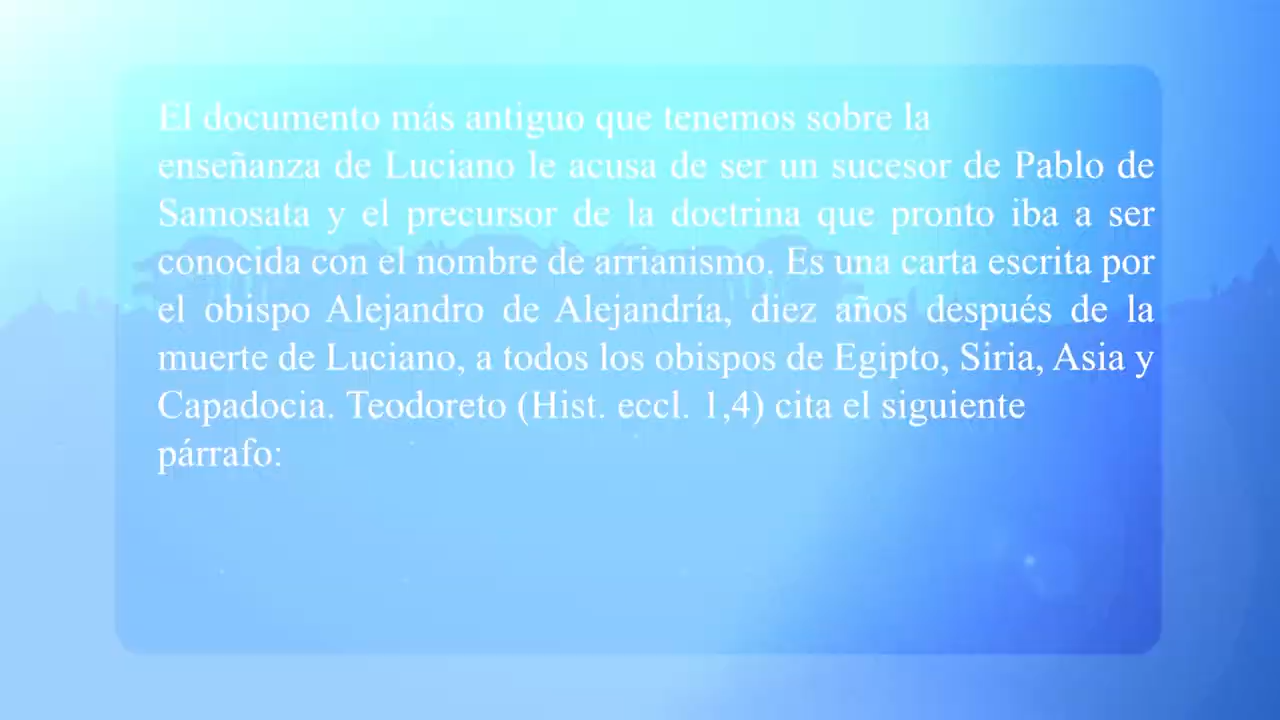 El documento más antiguo que tenemos sobre la
enseñanza de Luciano le acusa de ser un sucesor de Pablo de
Samosata y el precursor de la doctrina que pronto iba a ser
conocida con el nombre de arrianismo. Es una carta escrita por
el obispo Alejandro de Alejandría, diez años después de la
muerte de Luciano, a todos los obispos de Egipto, Siria, Asia y
Capadocia. Teodoreto (Hist. eccl. 1,4) cita el siguiente
párrafo: